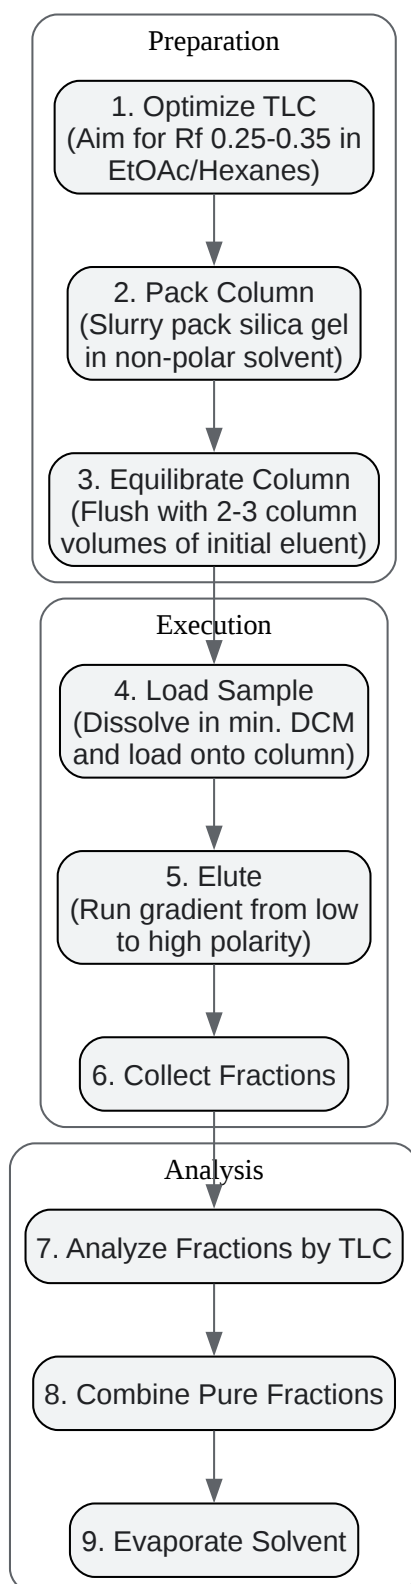 Preparation
1. Optimize TLC
(Aim for Rf 0.25-0.35 in
EtOAc/Hexanes)
2. Pack Column
(Slurry pack silica gel
in non-polar solvent)
3. Equilibrate Column
(Flush with 2-3 column
volumes of initial eluent)
Execution
4. Load Sample
(Dissolve in min. DCM
and load onto column)
5. Elute
(Run gradient from low
to high polarity)
6. Collect Fractions
Analysis
7. Analyze Fractions by TLC
8. Combine Pure Fractions
9. Evaporate Solvent